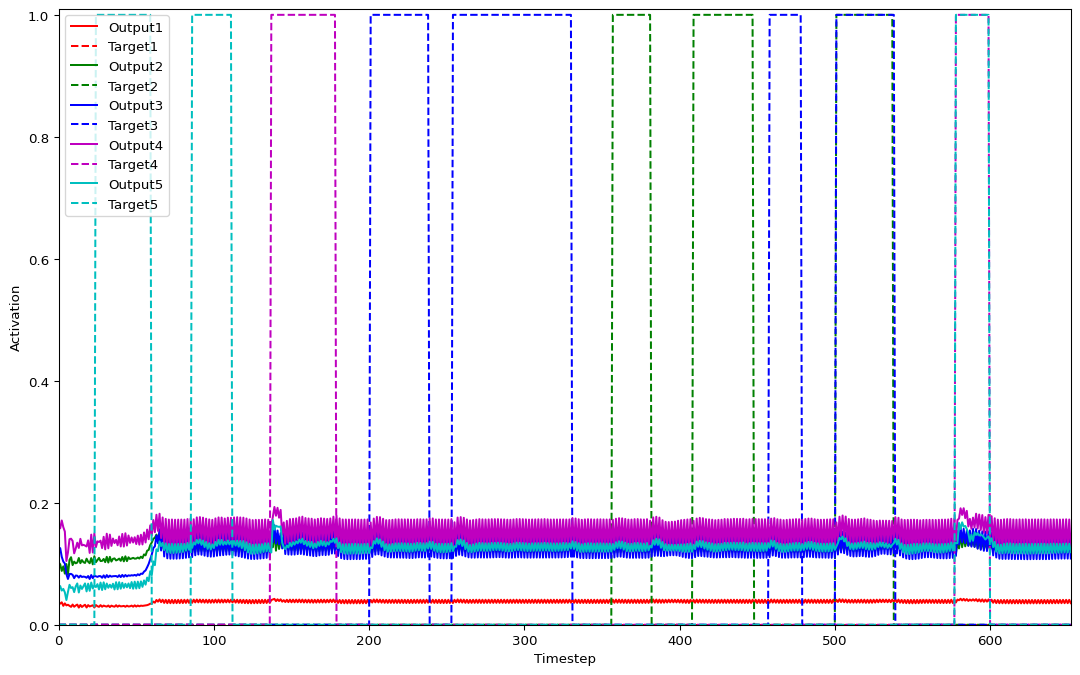 1.0
0.8
0.6
0.4
0.2
0.0
Activation
Output1
Target1
Output2
Target2
Output3
Target3
Output4
Target4
Output5
Target5
0 100 200 300 400 500 600
Timestep